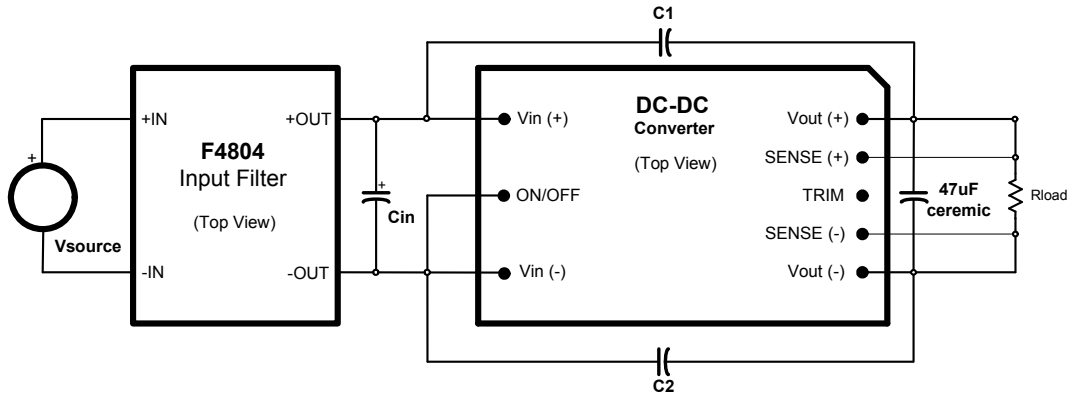 C1
+IN
+OUT
F4804
Input Filter
(Top View)
-IN
-OUT
+
Vsource
+
Cin
DC-DC
Converter
(Top View)
Vin (+)
ON/OFF
Vin (-)
Vout (+)
SENSE (+)
TRIM
SENSE (-)
Vout (-)
47uF
ceremic
Rload
C2